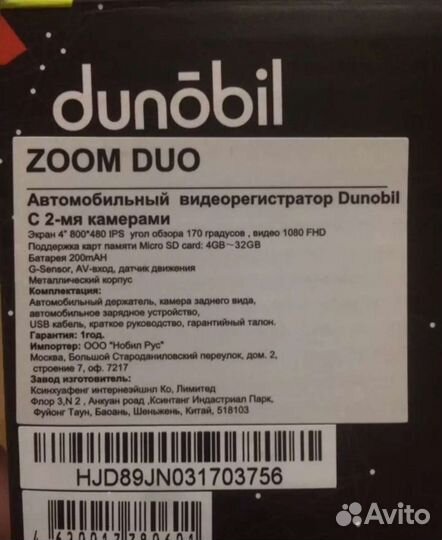 dunōbil
ZOOM DUO
Автомобильный видеорегистратор Dunobil
С 2-мя камерами
Экран 4" 800*480 IPS угол обзора 170 градусов , видео 1080 FHD
Поддержка карт памяти Micro SD card: 4GB~32GB
Батарея 200mAH
G-Sensor, AV-вход, датчик движения
Металлический корпус
Комплектация:
Автомобильный держатель, камера заднего вида,
автомобильное зарядное устройство,
USB кабель, краткое руководство, гарантийный талон.
Гарантия: 1год.
Импортер: ООО "Нобил Рус"
Москва, Большой Староданиловский переулок, дом. 2,
строение 7, оф. 7217
Завод изготовитель:
Ксинхуафенг интернеэйшнл Ко, Лимитед
Флор 3,N 2 , Анкуан роад ,Ксинтанг Индастриал Парк,
Фуйонг Таун, Баоань, Шеньжень, Китай, 518103
HJD89JN031703756
Avito